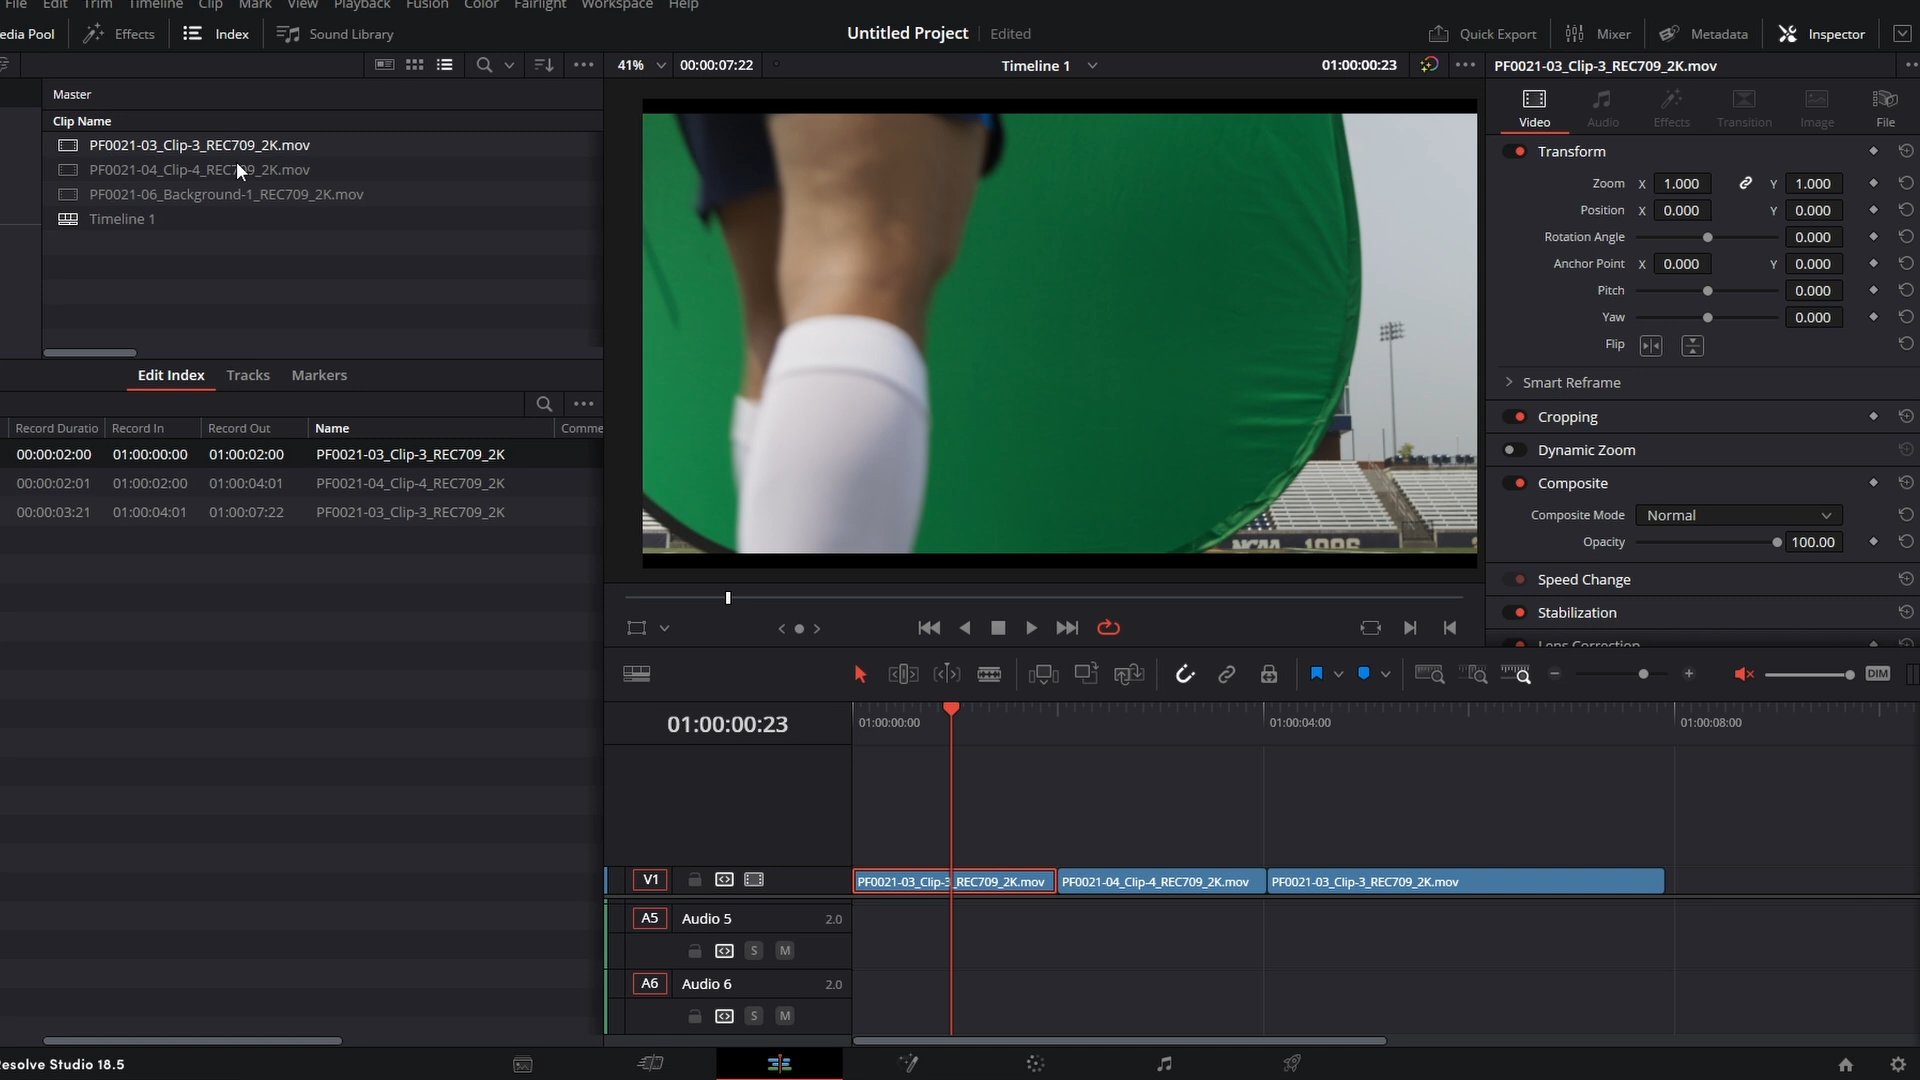 File Edit Trim Timeline Clip Mark View Playback Fusion Color Fairlight Workspace Help
edia Pool Effects Index Sound Library Untitled Project Edited Quick Export Mixer Metadata Inspector
41% 00:00:07:22 Timeline 1 01:00:00:23 PF0021-03_Clip-3_REC709_2K.mov
Master
Clip Name
PF0021-03_Clip-3_REC709_2K.mov
PF0021-04_Clip-4_REC709_2K.mov
PF0021-06_Background-1_REC709_2K.mov
Timeline 1
Edit Index Tracks Markers
Record Duratio Record In Record Out Name Comme
00:00:02:00 01:00:00:00 01:00:02:00 PF0021-03_Clip-3_REC709_2K
00:00:02:01 01:00:02:00 01:00:04:01 PF0021-04_Clip-4_REC709_2K
00:00:03:21 01:00:04:01 01:00:07:22 PF0021-03_Clip-3_REC709_2K
NCAA 1986
Video Audio Effects Transition Image File
Transform
Zoom X 1.000 Y 1.000
Position X 0.000 Y 0.000
Rotation Angle 0.000
Anchor Point X 0.000 Y 0.000
Pitch 0.000
Yaw 0.000
Flip
Smart Reframe
Cropping
Dynamic Zoom
Composite
Composite Mode Normal
Opacity 100.00
Speed Change
Stabilization
Lens Correction
DIM
01:00:00:23 01:00:00:00 01:00:04:00 01:00:08:00
V1 PF0021-03_Clip-3_REC709_2K.mov PF0021-04_Clip-4_REC709_2K.mov PF0021-03_Clip-3_REC709_2K.mov
A5 Audio 5 2.0
S M
A6 Audio 6 2.0
S M
Resolve Studio 18.5